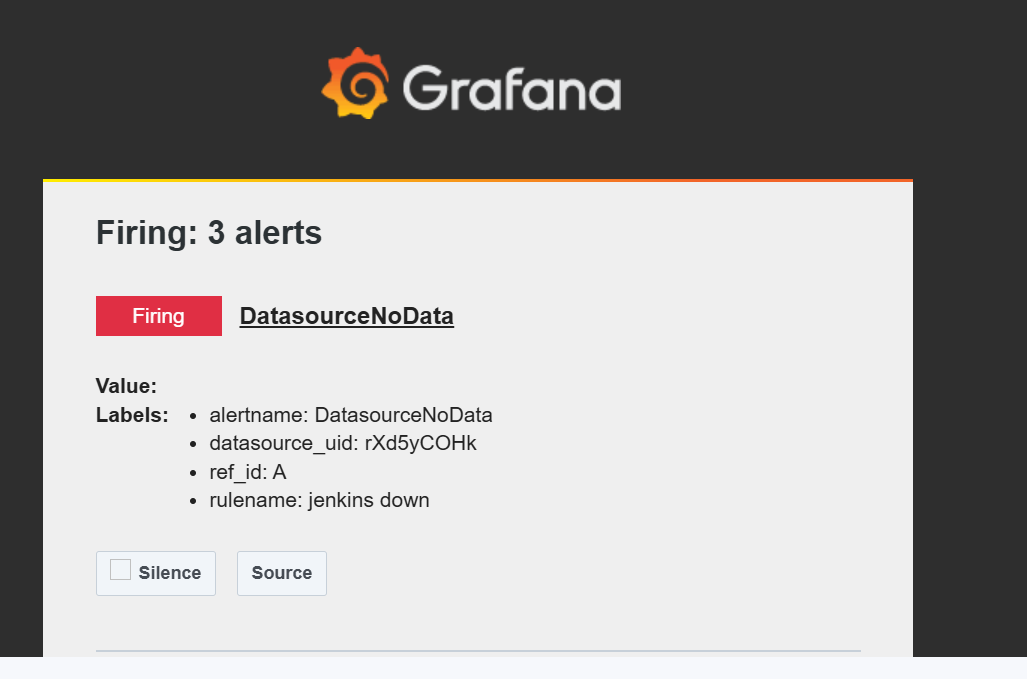 Grafana
Firing: 3 alerts
Firing DatasourceNoData
Value:
Labels: • alertname: DatasourceNoData
• datasource_uid: rXd5yCOHk
• ref_id: A
• rulename: jenkins down
Silence Source